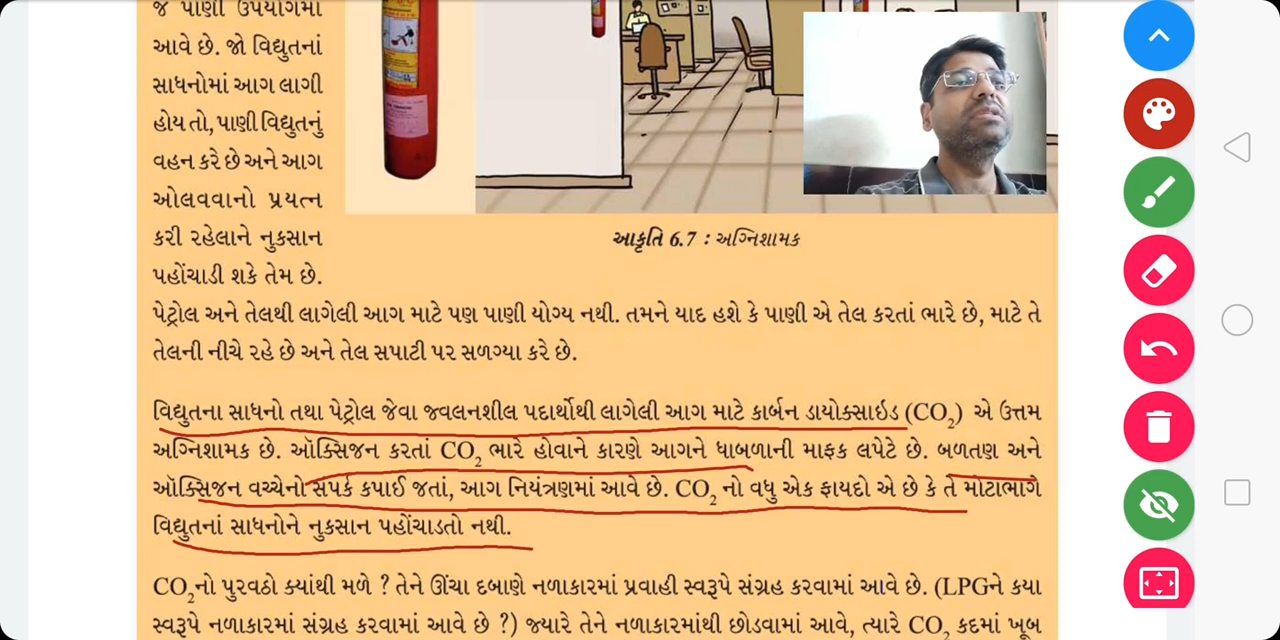 જ પાણી ઉપયોગમાં
આવે છે. જો વિદ્યુતનાં
સાધનોમાં આગ લાગી
હોય તો, પાણી વિદ્યુતનું
વહન કરે છે અને આગ
ઓલવવાનો પ્રયત્ન
કરી રહેલાને નુકસાન
પહોંચાડી શકે તેમ છે.
આકૃતિ 6.7 : અગ્નિશામક
પેટ્રોલ અને તેલથી લાગેલી આગ માટે પણ પાણી યોગ્ય નથી. તમને યાદ હશે કે પાણી એ તેલ કરતાં ભારે છે, માટે તે
તેલની નીચે રહે છે અને તેલ સપાટી પર સળગ્યા કરે છે.
વિદ્યુતના સાધનો તથા પેટ્રોલ જેવા જ્વલનશીલ પદાર્થોથી લાગેલી આગ માટે કાર્બન ડાયોક્સાઇડ (CO₂) એ ઉત્તમ
અગ્નિશામક છે. ઑક્સિજન કરતાં CO₂ ભારે હોવાને કારણે આગને ધાબળાની માફક લપેટે છે. બળતણ અને
ઑક્સિજન વચ્ચેનો સંપર્ક કપાઈ જતાં, આગ નિયંત્રણમાં આવે છે. CO₂ નો વધુ એક ફાયદો એ છે કે તે મોટાભાગે
વિદ્યુતનાં સાધનોને નુકસાન પહોંચાડતો નથી.
CO₂નો પુરવઠો ક્યાંથી મળે ? તેને ઊંચા દબાણે નળાકારમાં પ્રવાહી સ્વરૂપે સંગ્રહ કરવામાં આવે છે. (LPGને કયા
સ્વરૂપે નળાકારમાં સંગ્રહ કરવામાં આવે છે ?) જ્યારે તેને નળાકારમાંથી છોડવામાં આવે, ત્યારે CO₂ કદમાં ખૂબ